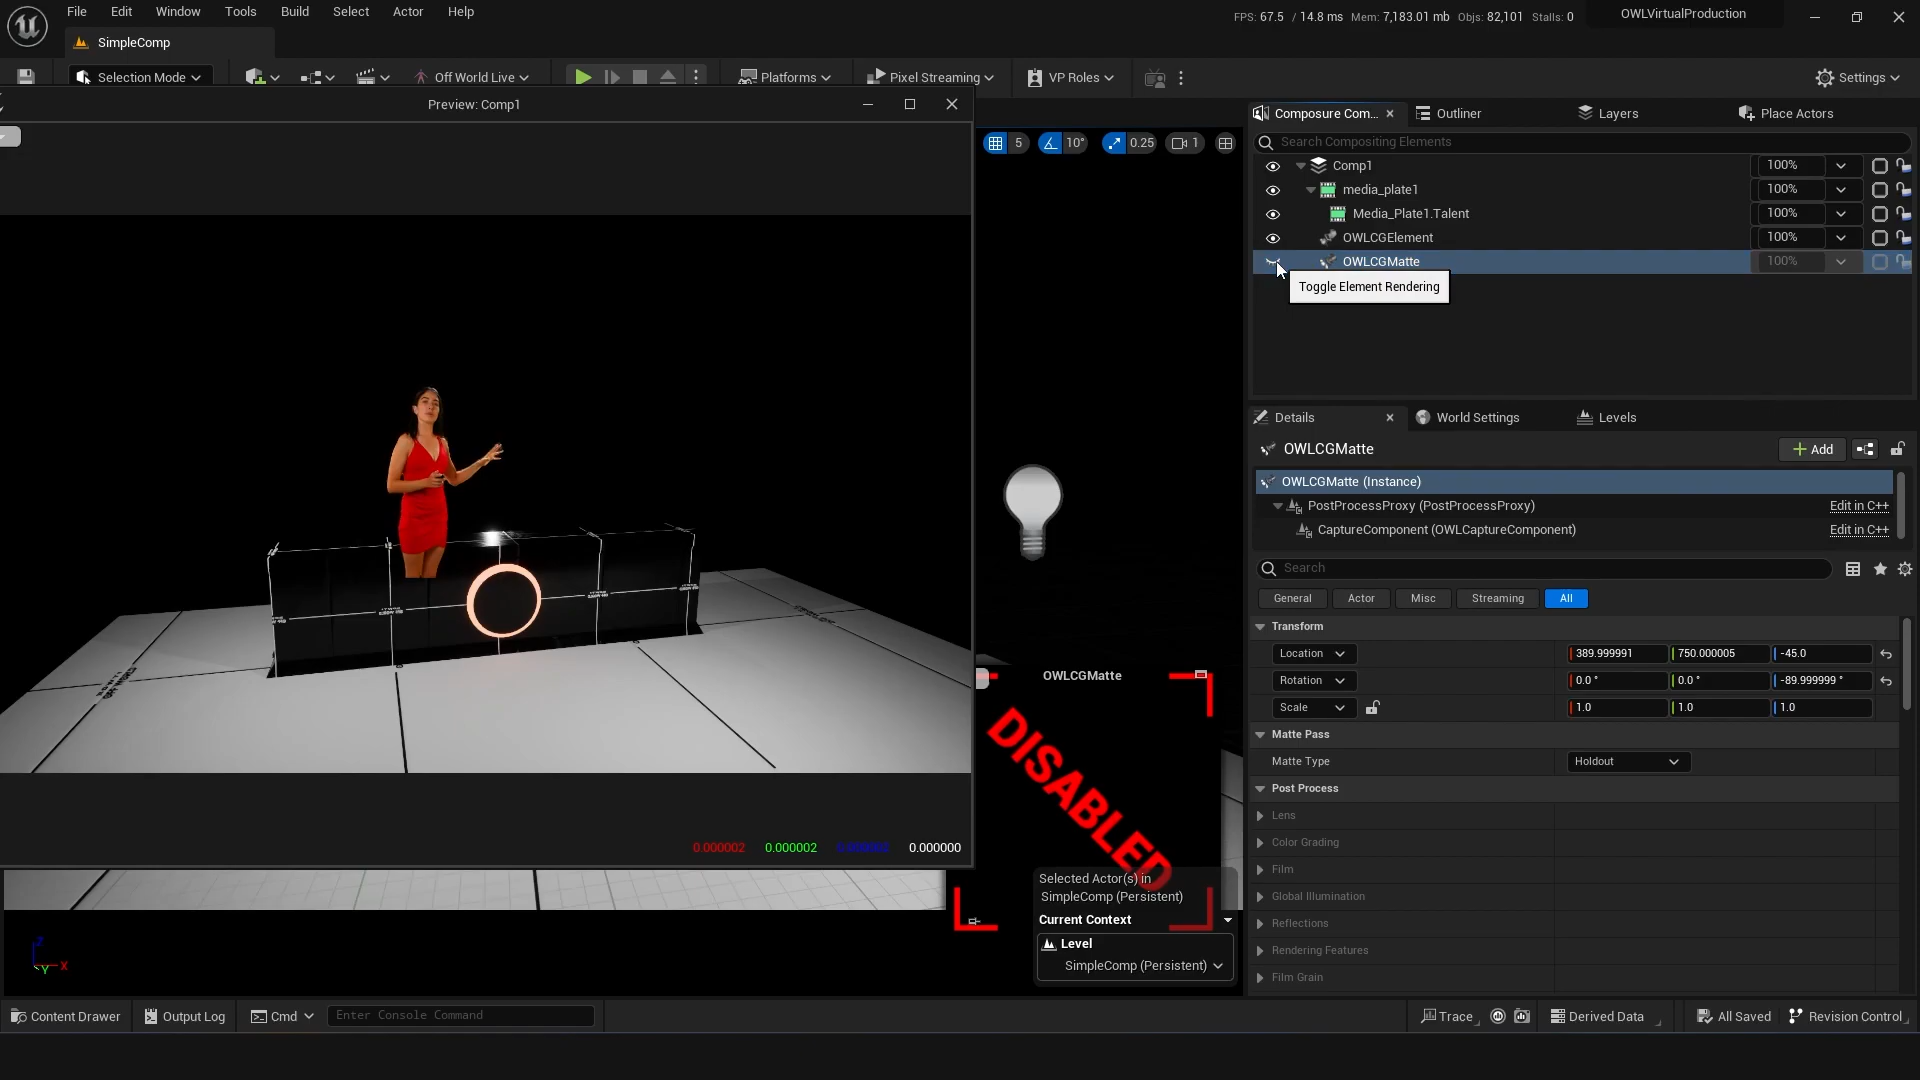 File Edit Window Tools Build Select Actor Help
FPS: 67.5 / 14.8 ms Mem: 7,183.01 mb Objs: 82,101 Stalls: 0
OWLVirtualProduction
SimpleComp
Selection Mode
Off World Live
Platforms
Pixel Streaming
VP Roles
Settings
Preview: Comp1
5 10° 0.25 1
Composure Com... Outliner Layers Place Actors
Search Compositing Elements
Comp1 100%
media_plate1 100%
Media_Plate1.Talent 100%
OWLCGElement 100%
OWLCGMatte 100%
Toggle Element Rendering
Details World Settings Levels
OWLCGMatte
Add
OWLCGMatte (Instance)
PostProcessProxy (PostProcessProxy) Edit in C++
CaptureComponent (OWLCaptureComponent) Edit in C++
Search
General Actor Misc Streaming All
Transform
Location 389.999991 750.000005 -45.0
Rotation 0.0 ° 0.0 ° -89.999999 °
Scale 1.0 1.0 1.0
Matte Pass
Matte Type Holdout
Post Process
Lens
Color Grading
Film
Global Illumination
Reflections
Rendering Features
Film Grain
OWLCGMatte
DISABLED
0.000002 0.000002 0.000000
Selected Actor(s) in
SimpleComp (Persistent)
Current Context
Level
SimpleComp (Persistent)
Z
X
Y
Content Drawer Output Log Cmd Enter Console Command
Trace Derived Data All Saved Revision Control